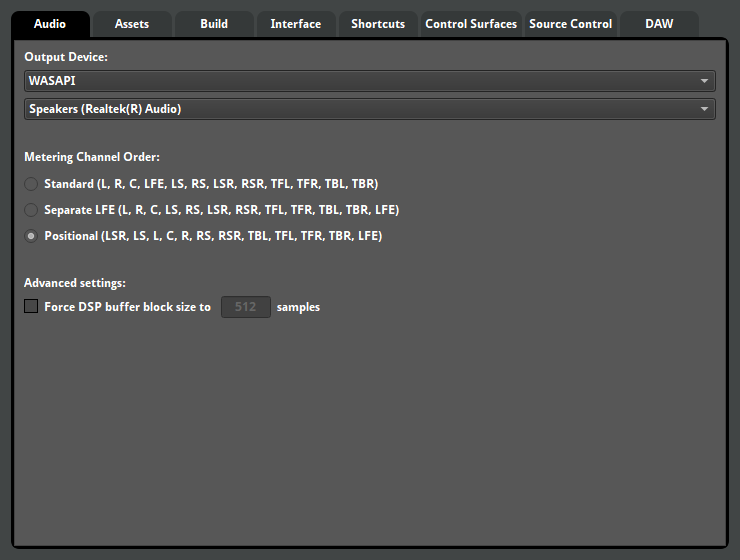 Audio Assets Build Interface Shortcuts Control Surfaces Source Control DAW
Output Device:
WASAPI
Speakers (Realtek(R) Audio)
Metering Channel Order:
Standard (L, R, C, LFE, LS, RS, LSR, RSR, TFL, TFR, TBL, TBR)
Separate LFE (L, R, C, LS, RS, LSR, RSR, TFL, TFR, TBL, TBR, LFE)
Positional (LSR, LS, L, C, R, RS, RSR, TBL, TFL, TFR, TBR, LFE)
Advanced settings:
Force DSP buffer block size to 512 samples